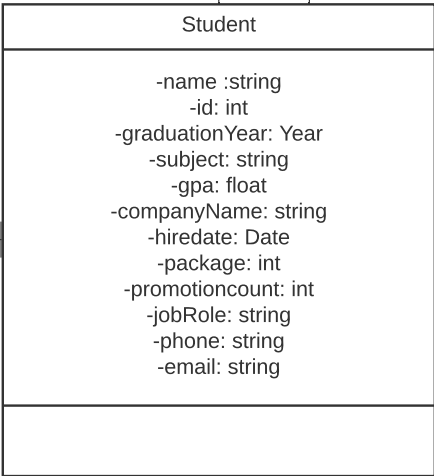 Student
-name :string
-id: int
-graduationYear: Year
-subject: string
-gpa: float
-companyName: string
-hiredate: Date
-package: int
-promotioncount: int
-jobRole: string
-phone: string
-email: string